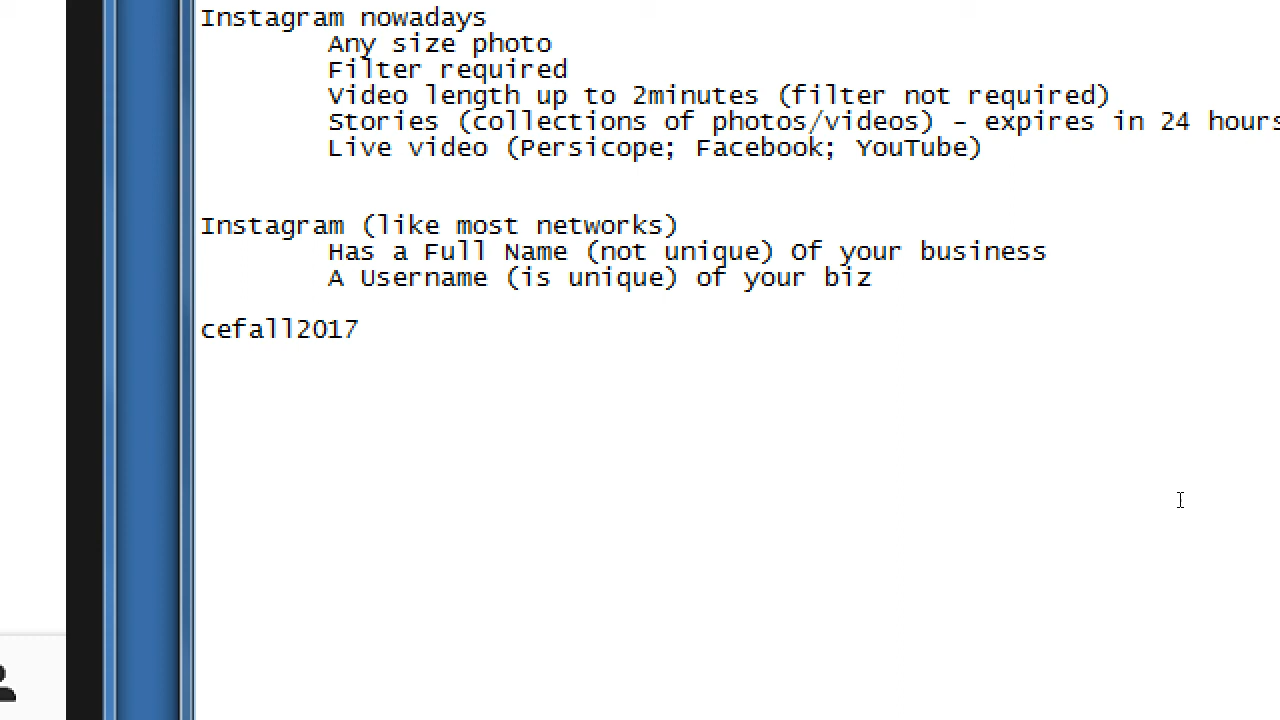 Instagram nowadays
Any size photo
Filter required
Video length up to 2minutes (filter not required)
Stories (collections of photos/videos) – expires in 24 hours
Live video (Persicope; Facebook; YouTube)
Instagram (like most networks)
Has a Full Name (not unique) Of your business
A Username (is unique) of your biz
cefall2017